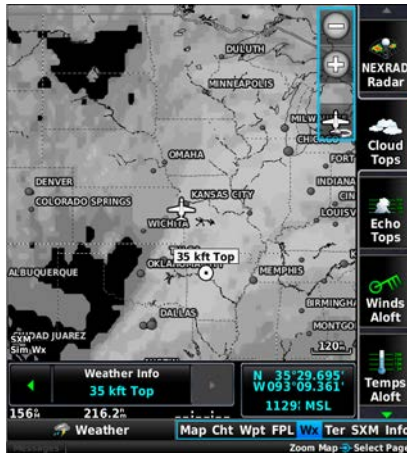 DULUTH
MINNEAPOLIS
NEXRAD
Radar
CHICAGO
Cloud
Tops
OMAHA
FORT
DENVER
COLORADO SPRINGS
KANSAS CITY
INDIANA
CIN
LOUISV
WICHITA
Echo
Tops
35 kft Top
ALBUQUERQUE
MEMPHIS
Winds
Aloft
DALLAS
BIRMINGH
MONTGO
SXM
Sim Wx
120
Temps
Aloft
Weather Info
35 kft Top
N 35°29.695'
W093°09.361'
1129 MSL
156
216.2
Weather
Map Cht Wpt FPL Wx Ter SXM Info
Messages
Zoom Map
Select Page